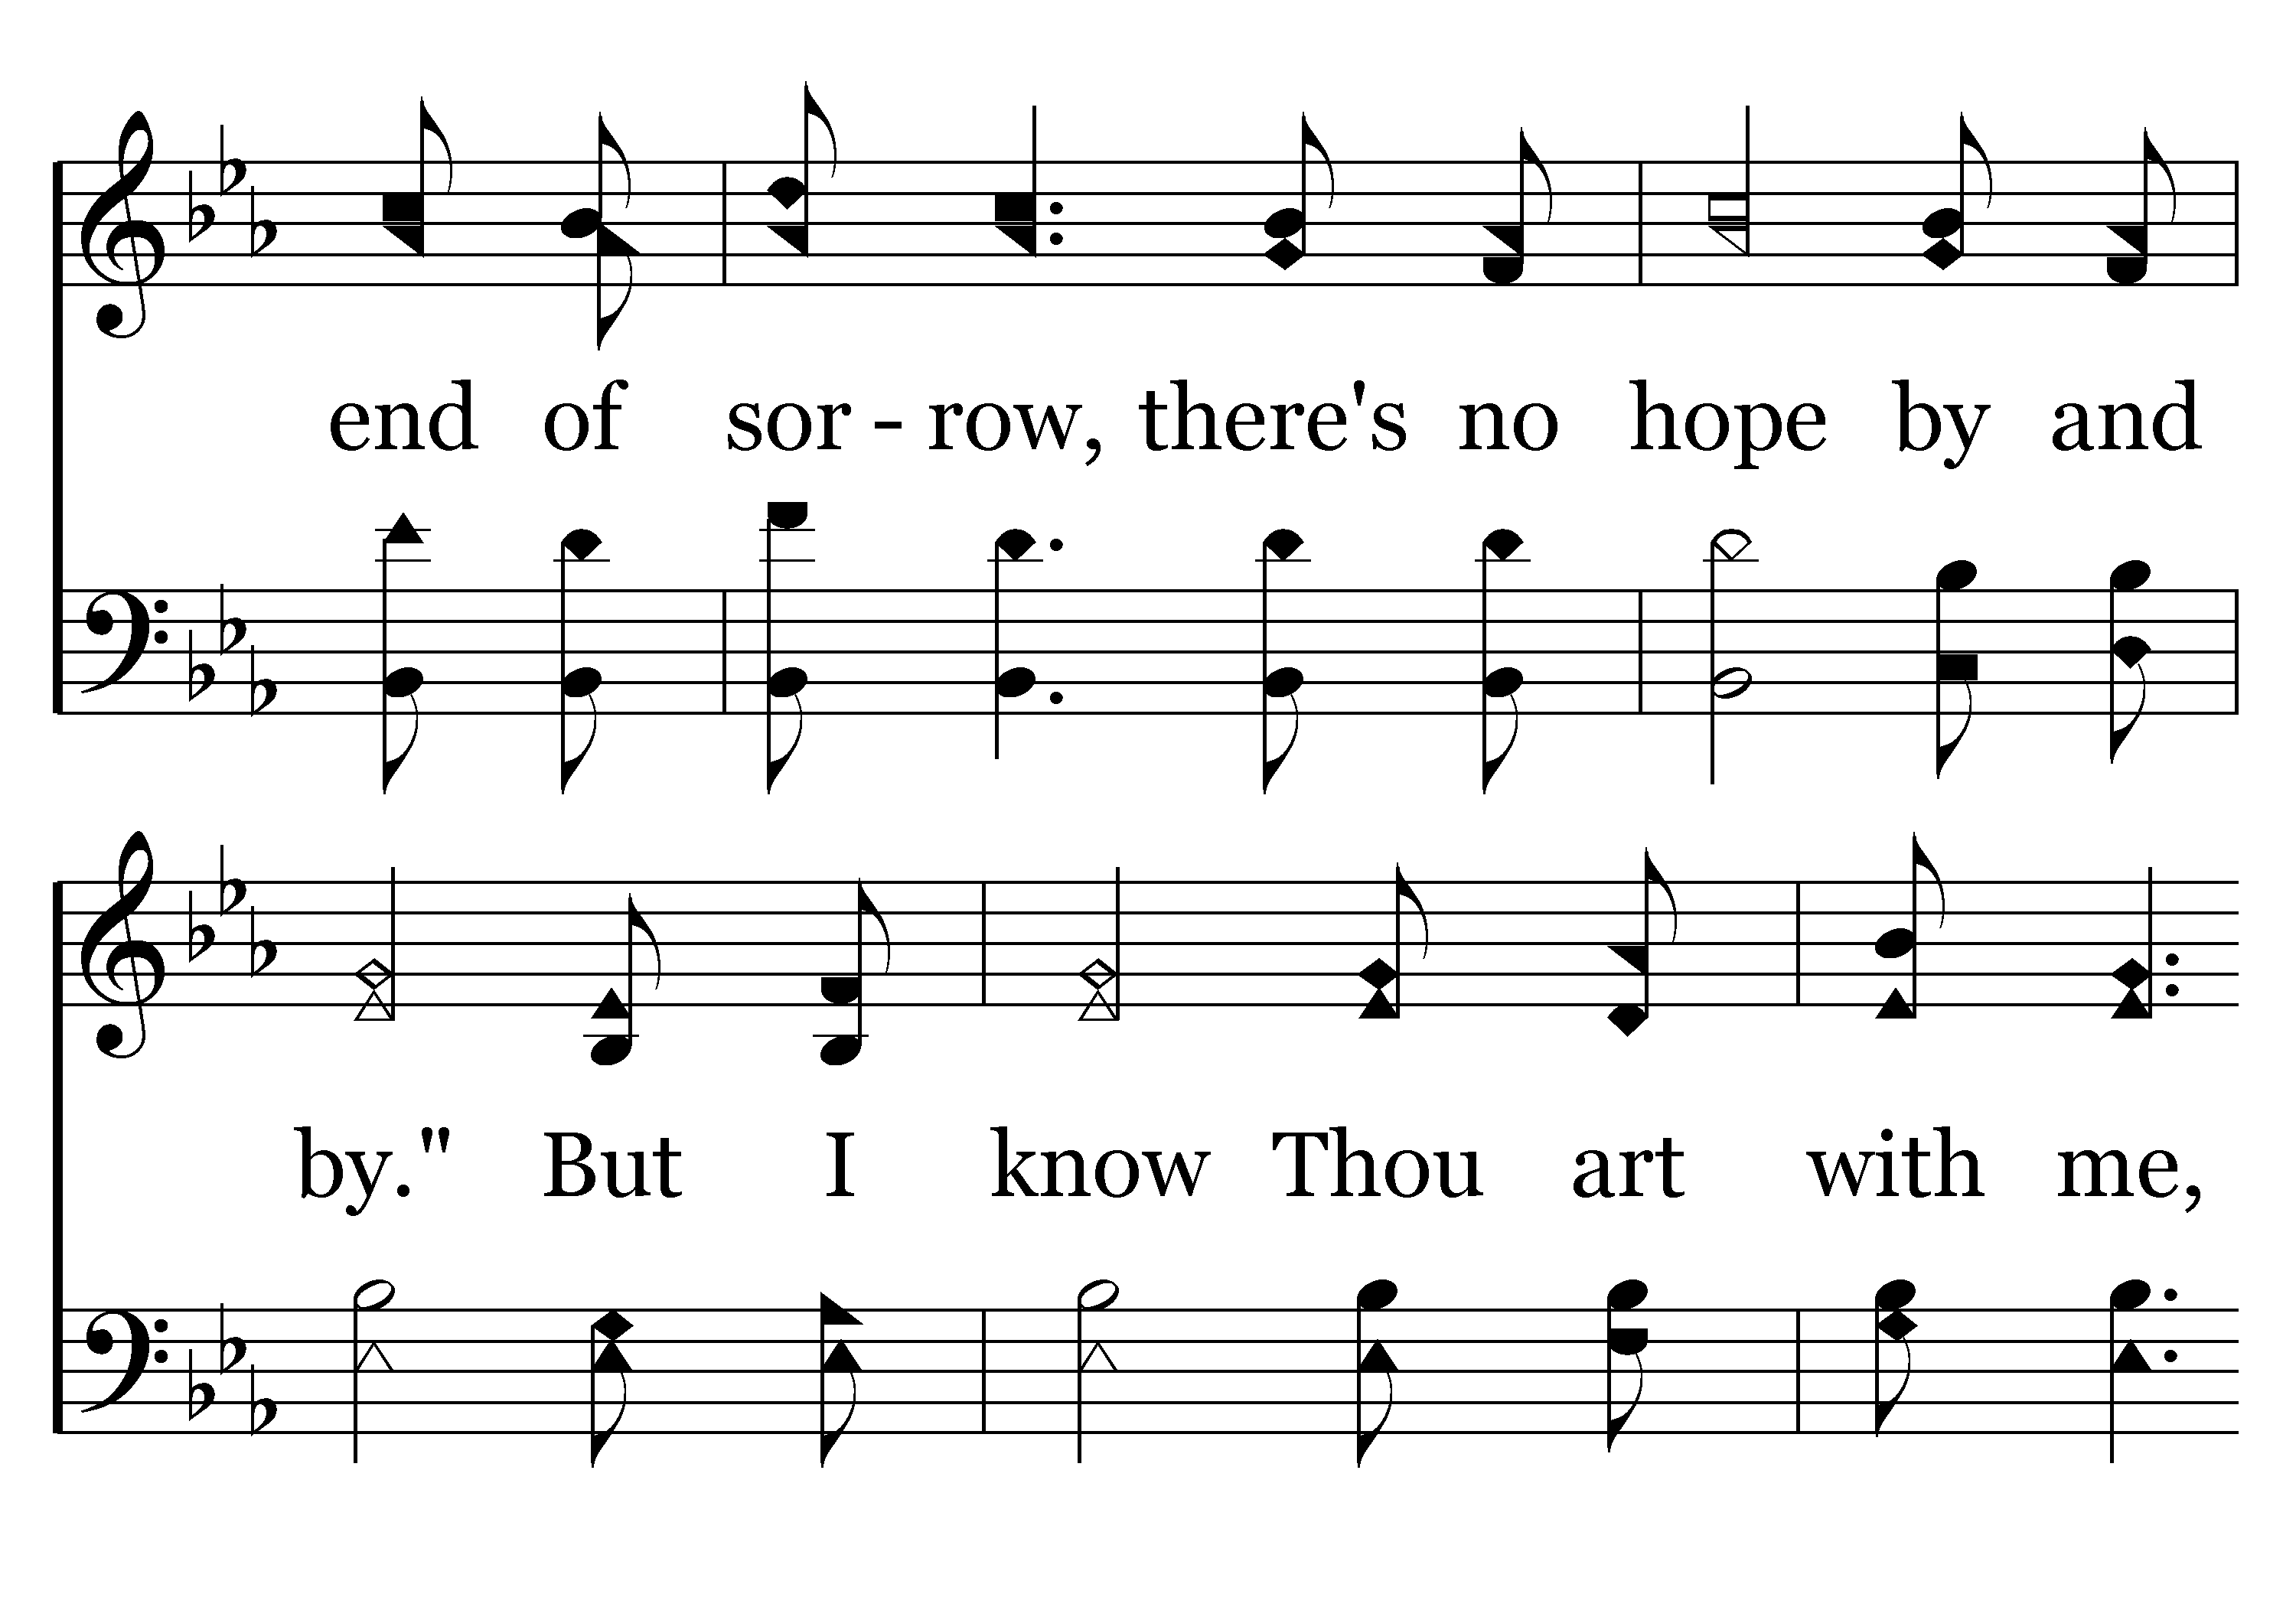 end of sor - row, there's no hope by and
by." But I know Thou art with me,